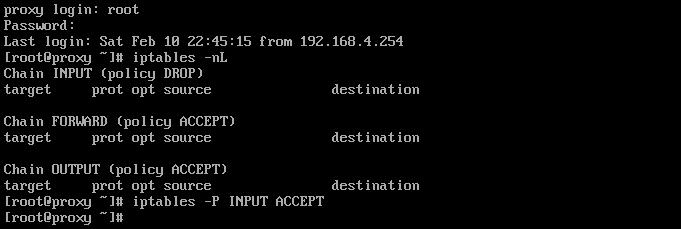 proxy login: root
Password:
Last login: Sat Feb 10 22:45:15 from 192.168.4.254
[root@proxy ~]# iptables -nL
Chain INPUT (policy DROP)
target     prot opt source               destination

Chain FORWARD (policy ACCEPT)
target     prot opt source               destination

Chain OUTPUT (policy ACCEPT)
target     prot opt source               destination
[root@proxy ~]# iptables -P INPUT ACCEPT
[root@proxy ~]#